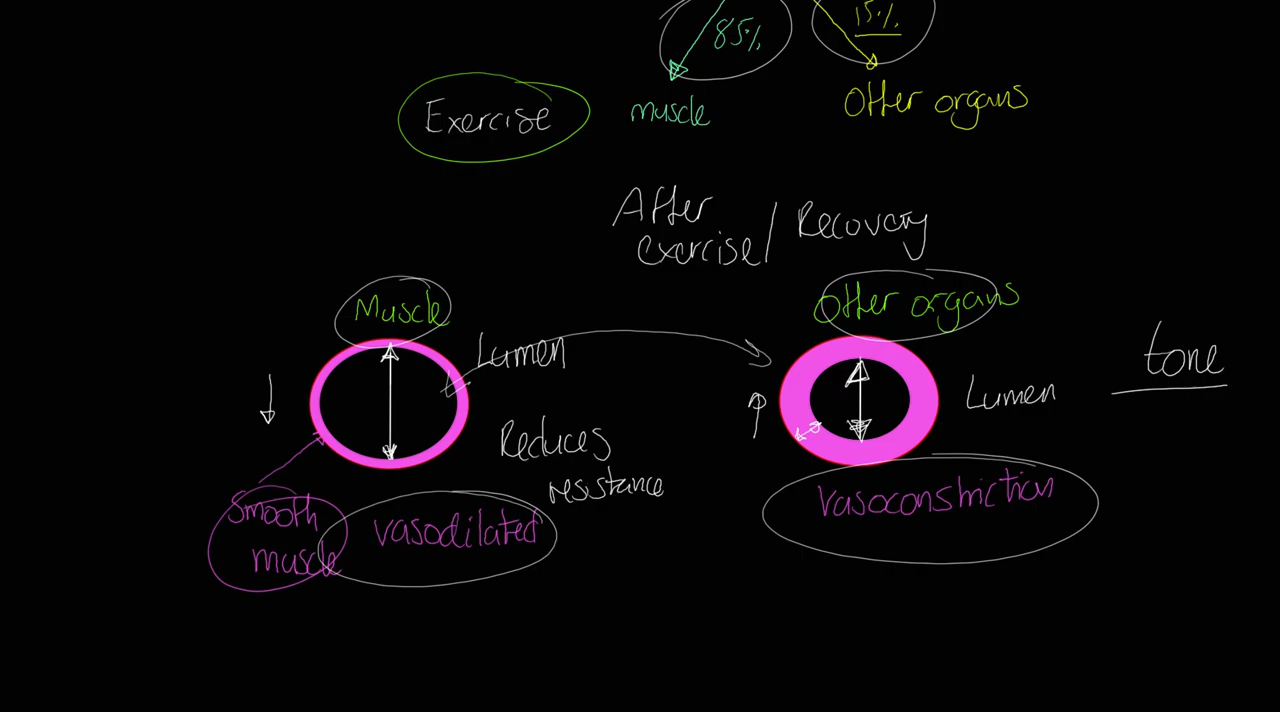 85%
15%
Exercise
muscle
Other organs
After
exercise/Recovery
Muscle
Other organs
Lumen
tone
Lumen
Reduces
resistance
Smooth
muscle
vasodilated
vasoconstriction